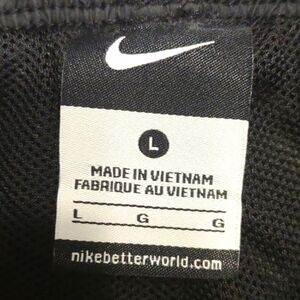 L
MADE IN VIETNAM
FABRIQUE AU VIETNAM
L G G
nikebetterworld.com